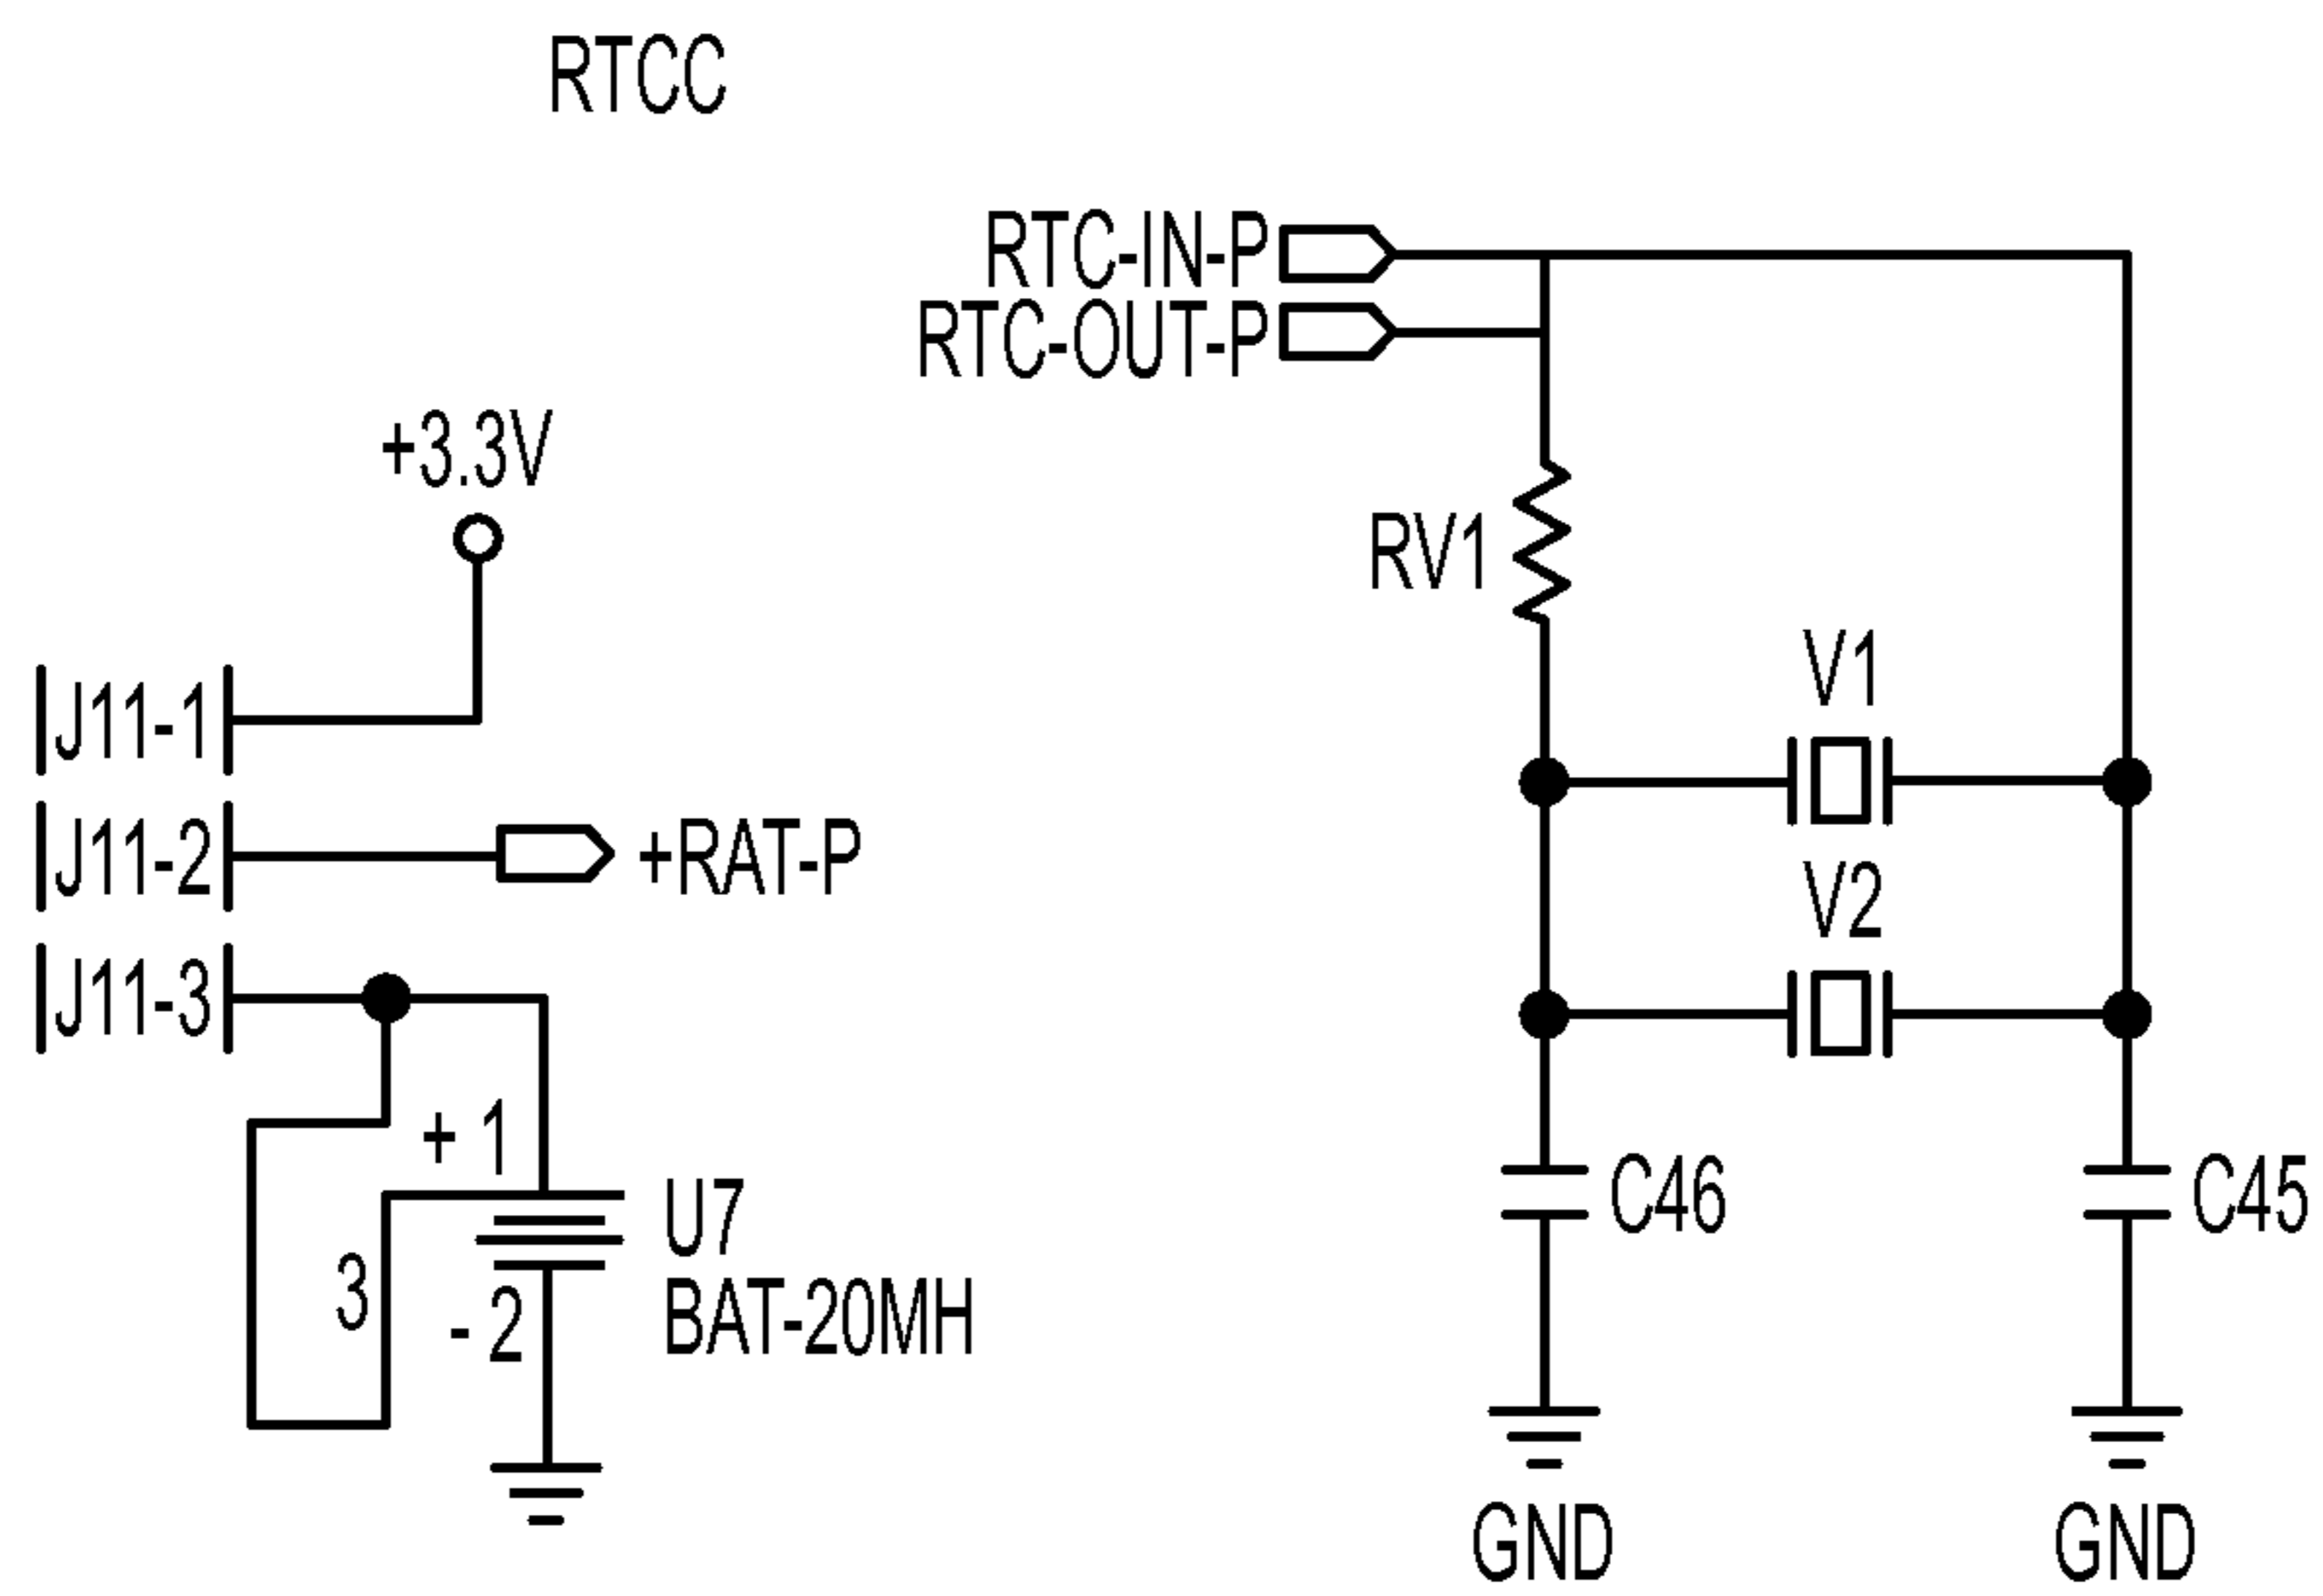 RTCC
RTC-IN-P
RTC-OUT-P
+3.3V
RV1
V1
J11-1
J11-2
+RAT-P
V2
J11-3
+ 1
U7
C46
C45
3
- 2
BAT-20MH
GND
GND